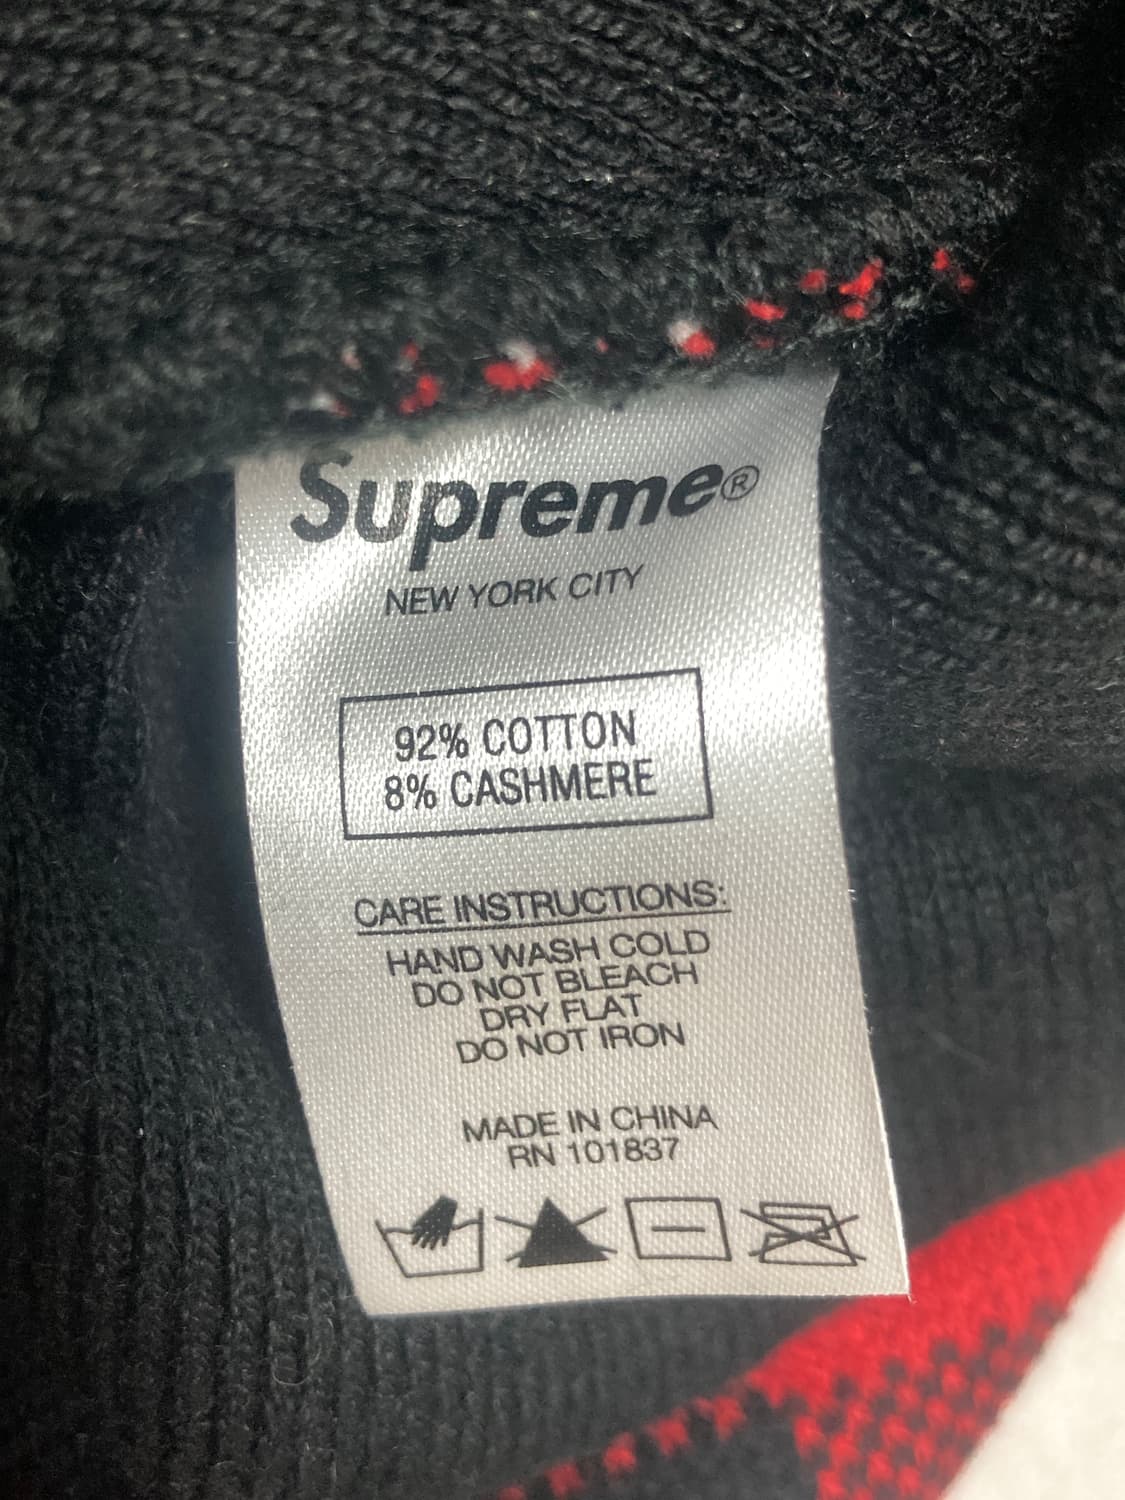 Supreme®
NEW YORK CITY
92% COTTON
8% CASHMERE
CARE INSTRUCTIONS:
HAND WASH COLD
DO NOT BLEACH
DRY FLAT
DO NOT IRON
MADE IN CHINA
RN 101837